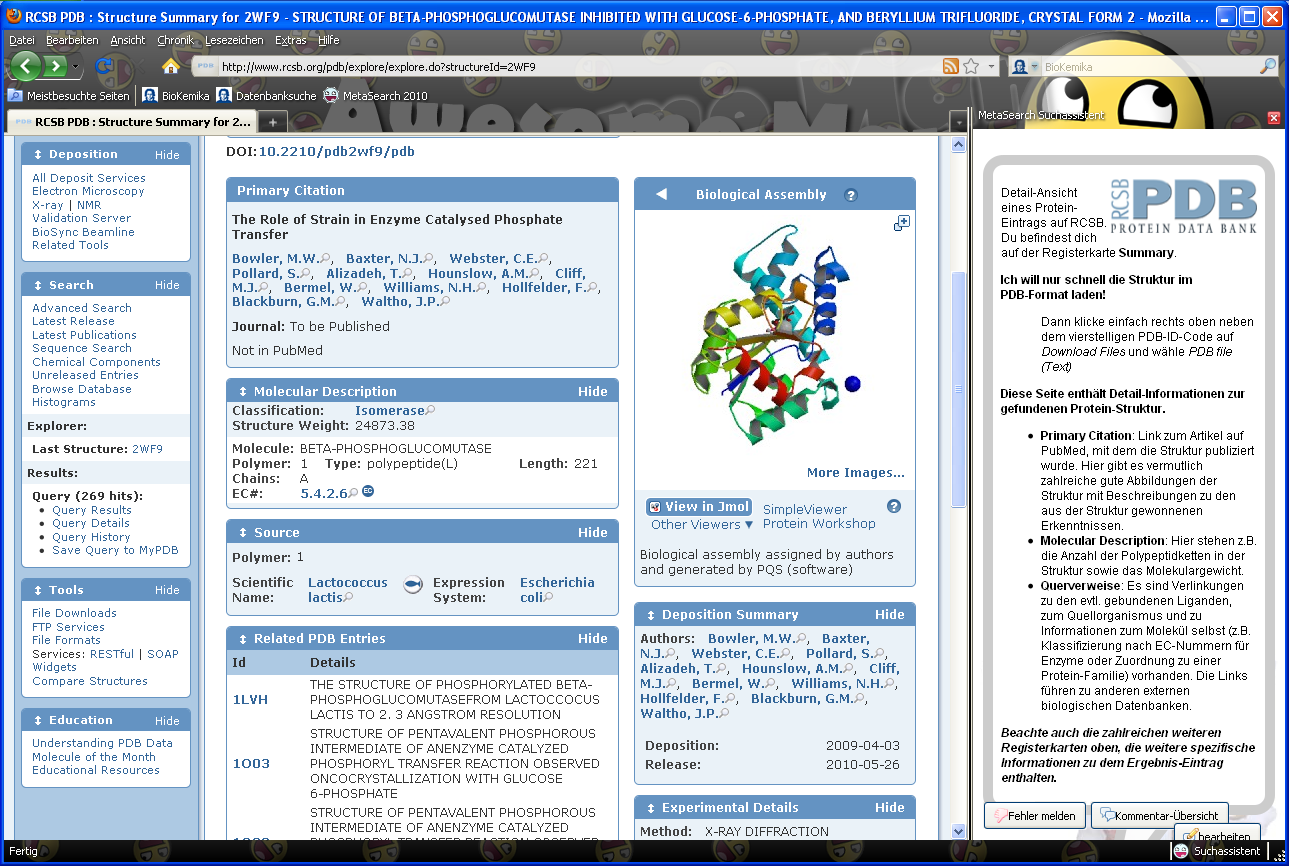 RCSB PDB : Structure Summary for 2WF9 - STRUCTURE OF BETA-PHOSPHOGLUCOMUTASE INHIBITED WITH GLUCOSE-6-PHOSPHATE, AND BERYLLIUM TRIFLUORIDE, CRYSTAL FORM 2 - Mozilla ...
Datei Bearbeiten Ansicht Chronik Lesezeichen Extras Hilfe
http://www.rcsb.org/pdb/explore/explore.do?structureId=2WF9
BioKemika
Meistbesuchte Seiten BioKemika Datenbanksuche MetaSearch 2010
RCSB PDB : Structure Summary for 2...
Awesome
MetaSearch Suchassistent
Deposition Hide
All Deposit Services
Electron Microscopy
X-ray | NMR
Validation Server
BioSync Beamline
Related Tools
Search Hide
Advanced Search
Latest Release
Latest Publications
Sequence Search
Chemical Components
Unreleased Entries
Browse Database
Histograms
Explorer:
Last Structure: 2WF9
Results:
Query (269 hits):
• Query Results
• Query Details
• Query History
• Save Query to MyPDB
Tools Hide
File Downloads
FTP Services
File Formats
Services: RESTful | SOAP
Widgets
Compare Structures
Education Hide
Understanding PDB Data
Molecule of the Month
Educational Resources
DOI: 10.2210/pdb2wf9/pdb
Primary Citation
The Role of Strain in Enzyme Catalysed Phosphate
Transfer
Bowler, M.W., Baxter, N.J., Webster, C.E.,
Pollard, S., Alizadeh, T., Hounslow, A.M., Cliff,
M.J., Bermel, W., Williams, N.H., Hollfelder, F.,
Blackburn, G.M., Waltho, J.P.
Journal: To be Published
Not in PubMed
Molecular Description Hide
Classification: Isomerase
Structure Weight: 24873.38
Molecule: BETA-PHOSPHOGLUCOMUTASE
Polymer: 1 Type: polypeptide(L) Length: 221
Chains: A
EC#: 5.4.2.6 EC
Source Hide
Polymer: 1
Scientific Name: Lactococcus lactis Expression System: Escherichia coli
Related PDB Entries Hide
Id Details
1LVH
THE STRUCTURE OF PHOSPHORYLATED BETA-
PHOSPHOGLUCOMUTASEFROM LACTOCCOCUS
LACTIS TO 2. 3 ANGSTROM RESOLUTION
1O03
STRUCTURE OF PENTAVALENT PHOSPHOROUS
INTERMEDIATE OF ANENZYME CATALYZED
PHOSPHORYL TRANSFER REACTION OBSERVED
ONCOCRYSTALLIZATION WITH GLUCOSE
6-PHOSPHATE
STRUCTURE OF PENTAVALENT PHOSPHOROUS
INTERMEDIATE OF ANENZYME CATALYZED
PHOSPHORYL TRANSFER REACTION OBSERVED
Biological Assembly ?
More Images...
View in Jmol SimpleViewer ?
Other Viewers Protein Workshop
Biological assembly assigned by authors
and generated by PQS (software)
Deposition Summary Hide
Authors: Bowler, M.W., Baxter,
N.J., Webster, C.E., Pollard, S.,
Alizadeh, T., Hounslow, A.M., Cliff,
M.J., Bermel, W., Williams, N.H.,
Hollfelder, F., Blackburn, G.M.,
Waltho, J.P.
Deposition: 2009-04-03
Release: 2010-05-26
Experimental Details Hide
Method: X-RAY DIFFRACTION
RCSB PDB
PROTEIN DATA BANK
Detail-Ansicht
eines Protein-
Eintrags auf RCSB.
Du befindest dich
auf der Registerkarte Summary.
Ich will nur schnell die Struktur im
PDB-Format laden!
Dann klicke einfach rechts oben neben
dem vierstelligen PDB-ID-Code auf
Download Files und wähle PDB file
(Text)
Diese Seite enthält Detail-Informationen zur
gefundenen Protein-Struktur.
• Primary Citation: Link zum Artikel auf
PubMed, mit dem die Struktur publiziert
wurde. Hier gibt es vermutlich
zahlreiche gute Abbildungen der
Struktur mit Beschreibungen zu den
aus der Struktur gewonnenen
Erkenntnissen.
• Molecular Description: Hier stehen z.B.
die Anzahl der Polypeptidketten in der
Struktur sowie das Molekulargewicht.
• Querverweise: Es sind Verlinkungen
zu den evtl. gebundenen Liganden,
zum Quellorganismus und zu
Informationen zum Molekül selbst (z.B.
Klassifizierung nach EC-Nummern für
Enzyme oder Zuordnung zu einer
Protein-Familie) vorhanden. Die Links
führen zu anderen externen
biologischen Datenbanken.
Beachte auch die zahlreichen weiteren
Registerkarten oben, die weitere spezifische
Informationen zu dem Ergebnis-Eintrag
enthalten.
Fehler melden Kommentar-Übersicht
bearbeiten
Fertig
Suchassistent